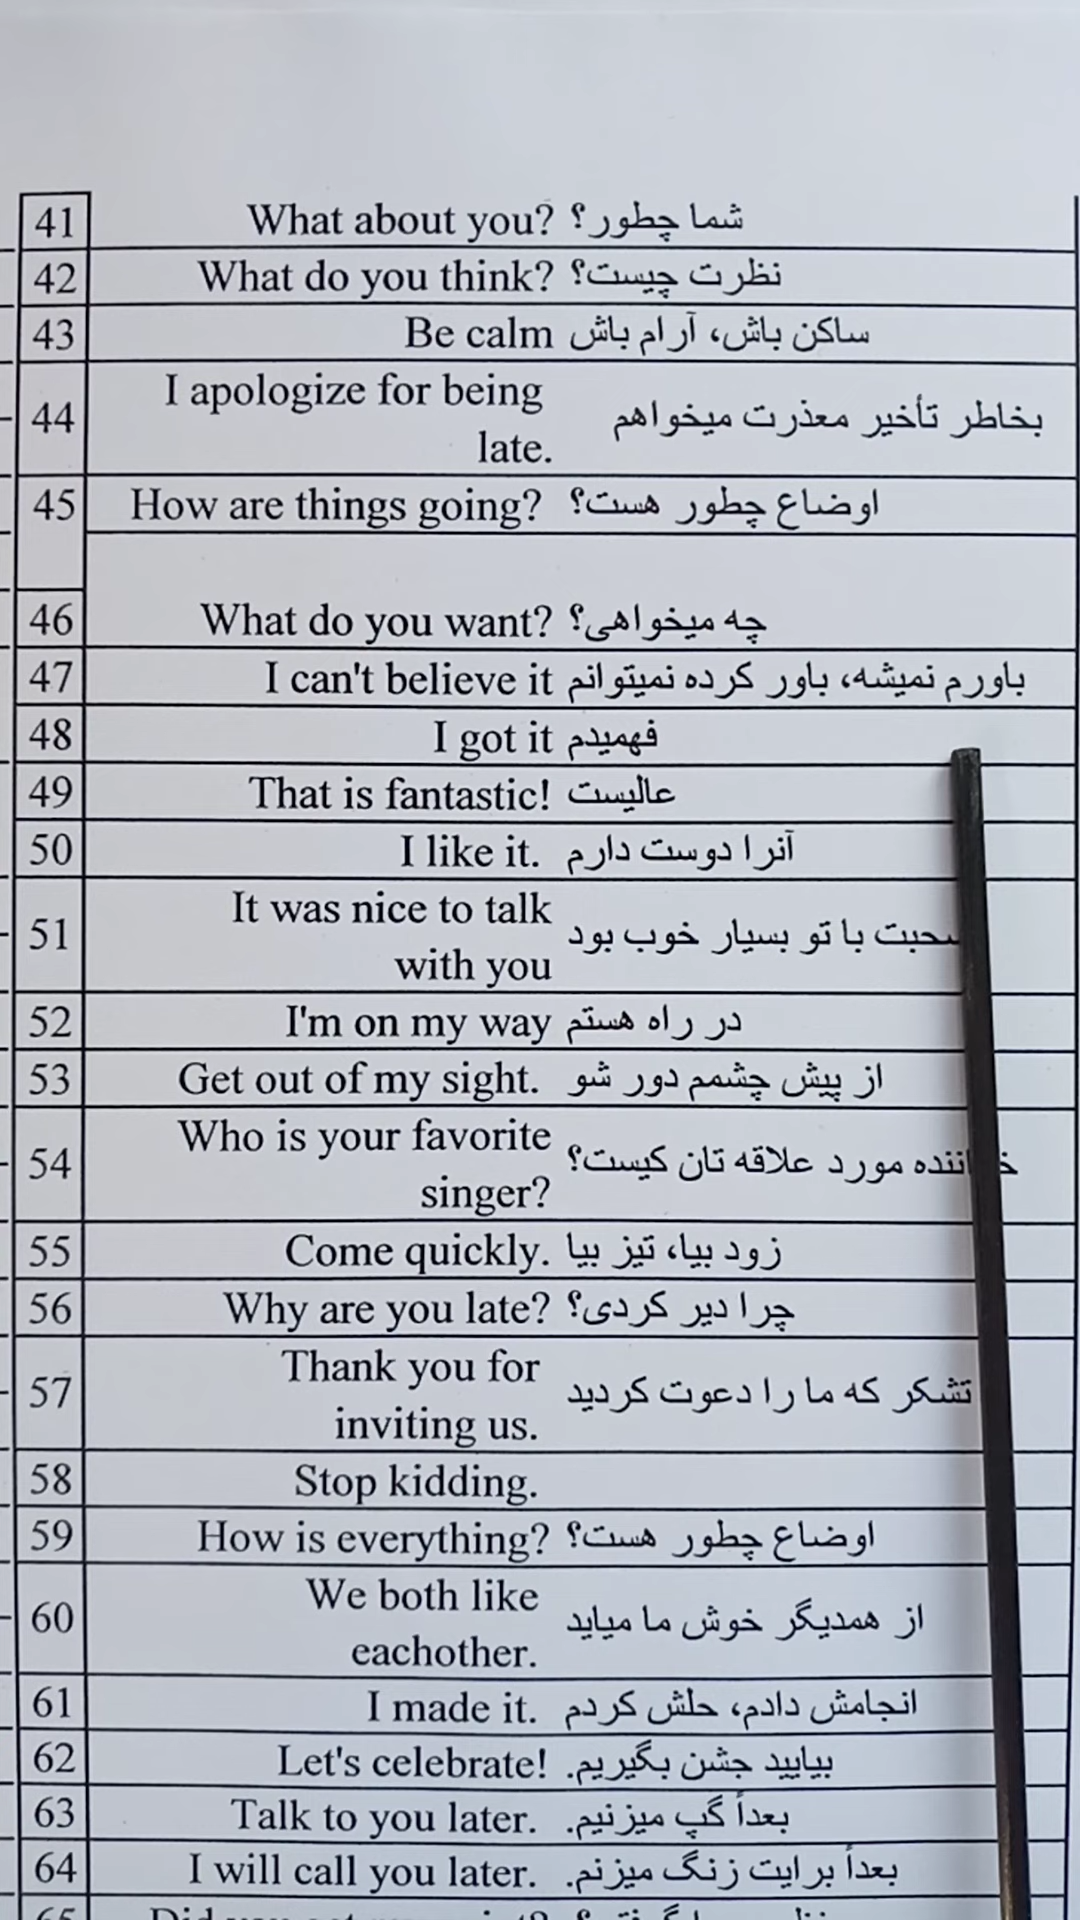 41 What about you? شما چطور؟
42 What do you think? نظرت چیست؟
43 Be calm ساکن باش، آرام باش
44 I apologize for being
late. بخاطر تأخیر معذرت میخواهم
45 How are things going? اوضاع چطور هست؟
46 What do you want? چه میخواهی؟
47 I can't believe it باورم نمیشه، باور کرده نمیتوانم
48 I got it فهمیدم
49 That is fantastic! عالیست
50 I like it. آنرا دوست دارم
51 It was nice to talk
with you با تو بسیار خوب بود
52 I'm on my way در راه هستم
53 Get out of my sight. از پیش چشمم دور شو
54 Who is your favorite
singer? مورد علاقه تان کیست؟
55 Come quickly. زود بیا، تیز بیا
56 Why are you late? چرا دیر کردی؟
57 Thank you for
inviting us. تشکر که ما را دعوت کردید
58 Stop kidding.
59 How is everything? اوضاع چطور هست؟
60 We both like
eachother. از همدیگر خوش ما میاید
61 I made it. انجامش دادم، حلش کردم
62 Let's celebrate! بیایید جشن بگیریم.
63 Talk to you later. بعداً گپ میزنیم.
64 I will call you later. بعداً برایت زنگ میزنم.